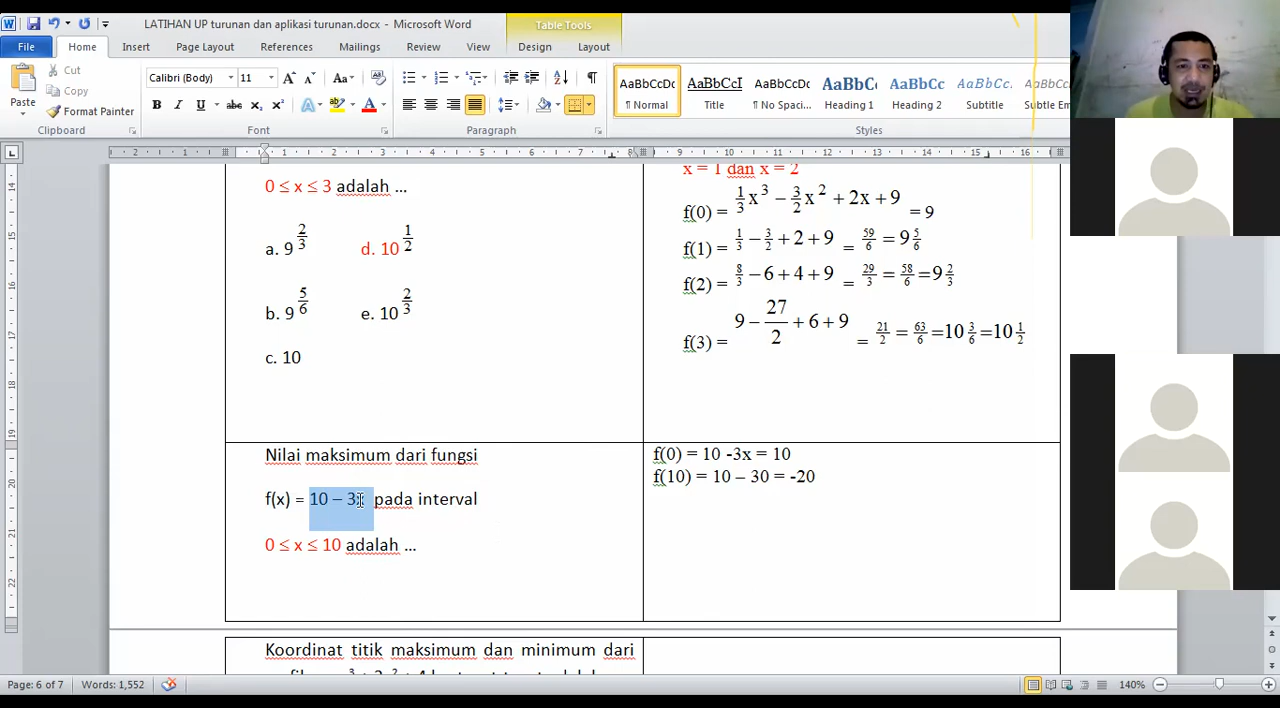 LATIHAN UP turunan dan aplikasi turunan.docx - Microsoft Word
Table Tools
File Home Insert Page Layout References Mailings Review View Design Layout
Cut
Copy
Format Painter
Paste
Clipboard
Calibri (Body) 11
Font
Paragraph
AaBbCcDc AaBbCcI AaBbCcDc AaBbC AaBbCc AaBbCc. AaBbCcDc
¶ Normal Title ¶ No Spaci... Heading 1 Heading 2 Subtitle Subtle Em
Styles
0 ≤ x ≤ 3 adalah ...
a. 9 2/3 d. 10 1/2
b. 9 5/6 e. 10 2/3
c. 10
x = 1 dan x = 2
f(0) = 1/3 x³ − 3/2 x² + 2x + 9 = 9
f(1) = 1/3 − 3/2 + 2 + 9 = 59/6 = 9 5/6
f(2) = 8/3 − 6 + 4 + 9 = 29/3 = 58/6 = 9 2/3
f(3) = 9 − 27/2 + 6 + 9 = 21/2 = 63/6 = 10 3/6 = 10 1/2
Nilai maksimum dari fungsi
f(x) = 10 – 3x pada interval
0 ≤ x ≤ 10 adalah ...
f(0) = 10 -3x = 10
f(10) = 10 – 30 = -20
Koordinat titik maksimum dan minimum dari
Page: 6 of 7 Words: 1,552
140%